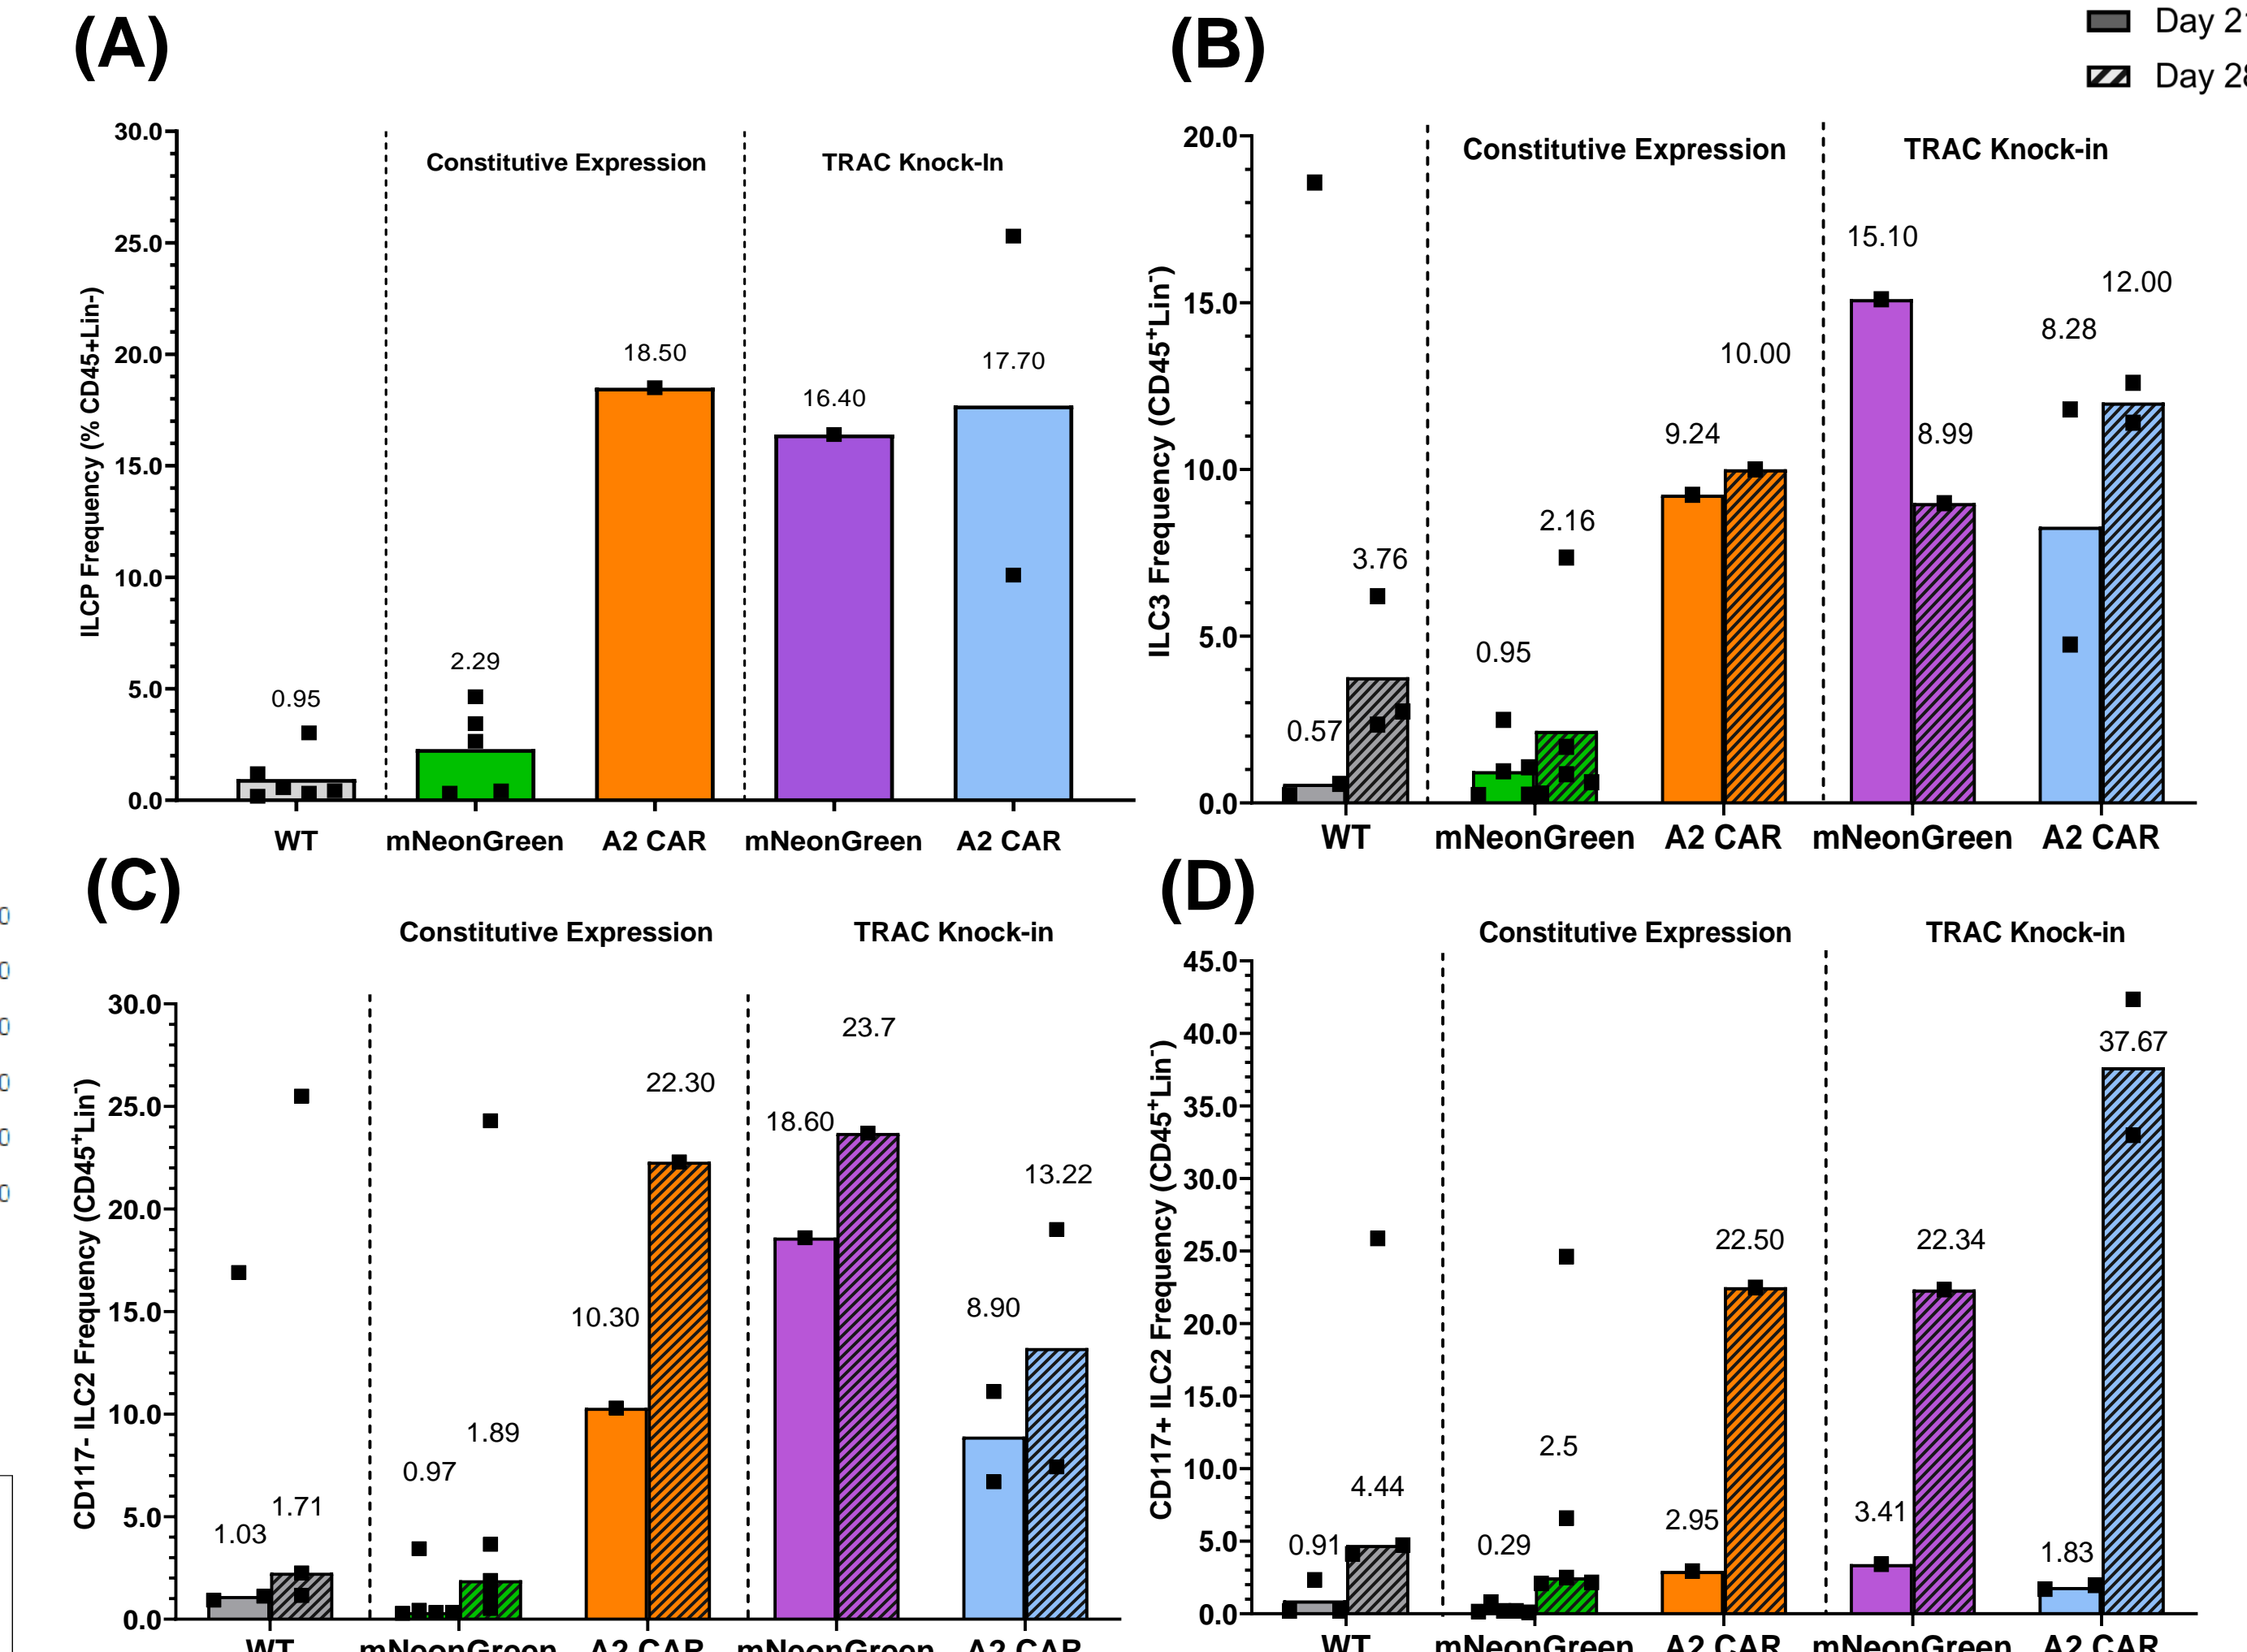 (A)
ILCP Frequency (% CD45+Lin-)
30.0
25.0
20.0
15.0
10.0
5.0
0.0
Constitutive Expression
TRAC Knock-In
0.95
2.29
18.50
16.40
17.70
WT
mNeonGreen
A2 CAR
mNeonGreen
A2 CAR
(B)
Day 21
Day 28
ILC3 Frequency (CD45⁺Lin⁻)
20.0
15.0
10.0
5.0
0.0
Constitutive Expression
TRAC Knock-in
0.57
3.76
0.95
2.16
9.24
10.00
15.10
8.99
8.28
12.00
WT
mNeonGreen
A2 CAR
mNeonGreen
A2 CAR
(C)
CD117- ILC2 Frequency (CD45⁺Lin⁻)
30.0
25.0
20.0
15.0
10.0
5.0
0.0
Constitutive Expression
TRAC Knock-in
1.03
1.71
0.97
1.89
10.30
22.30
18.60
23.7
8.90
13.22
WT
mNeonGreen
A2 CAR
mNeonGreen
A2 CAR
(D)
CD117+ ILC2 Frequency (CD45⁺Lin⁻)
45.0
40.0
35.0
30.0
25.0
20.0
15.0
10.0
5.0
0.0
Constitutive Expression
TRAC Knock-in
0.91
4.44
0.29
2.5
2.95
22.50
3.41
22.34
1.83
37.67
WT
mNeonGreen
A2 CAR
mNeonGreen
A2 CAR